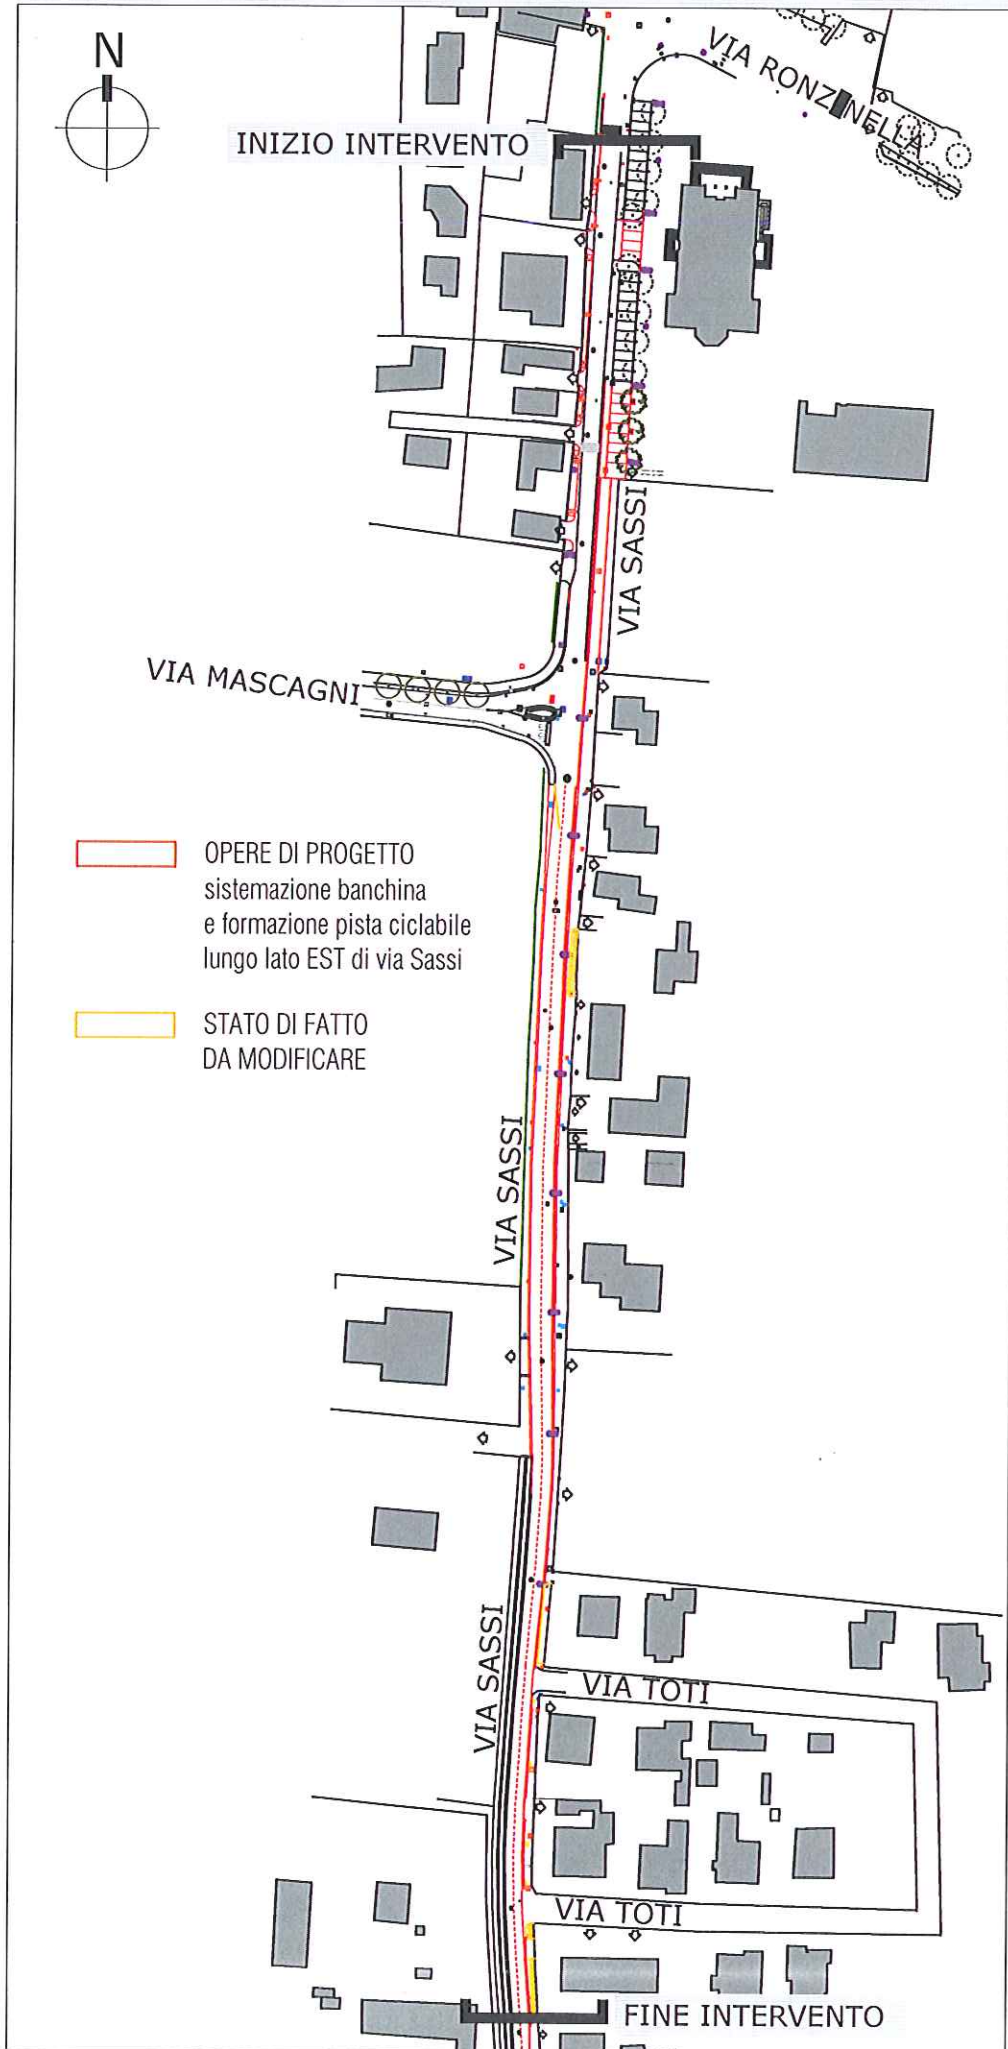 N
VIA RONZINELLA
INIZIO INTERVENTO
VIA SASSI
VIA MASCAGNI
OPERE DI PROGETTO
sistemazione banchina
e formazione pista ciclabile
lungo lato EST di via Sassi
STATO DI FATTO
DA MODIFICARE
VIA SASSI
VIA SASSI
VIA TOTI
VIA TOTI
FINE INTERVENTO